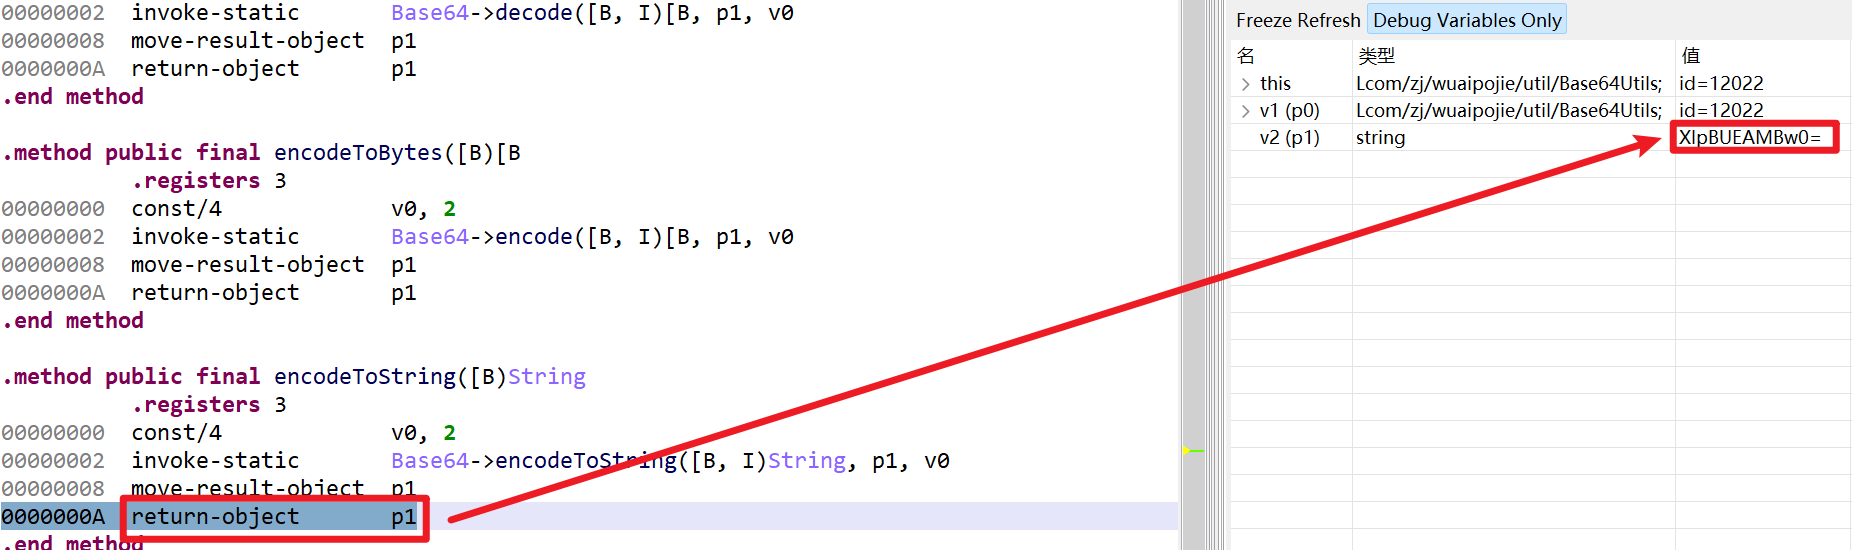 00000002 invoke-static Base64->decode([B, I)[B, p1, v0
00000008 move-result-object p1
0000000A return-object p1
.end method
.method public final encodeToBytes([B)[B
.registers 3
00000000 const/4 v0, 2
00000002 invoke-static Base64->encode([B, I)[B, p1, v0
00000008 move-result-object p1
0000000A return-object p1
.end method
.method public final encodeToString([B)String
.registers 3
00000000 const/4 v0, 2
00000002 invoke-static Base64->encodeToString([B, I)String, p1, v0
00000008 move-result-object p1
0000000A return-object p1
.end method
Freeze Refresh Debug Variables Only
名 类型 值
this Lcom/zj/wuaipojie/util/Base64Utils; id=12022
v1 (p0) Lcom/zj/wuaipojie/util/Base64Utils; id=12022
v2 (p1) string XlpBUEAMBw0=